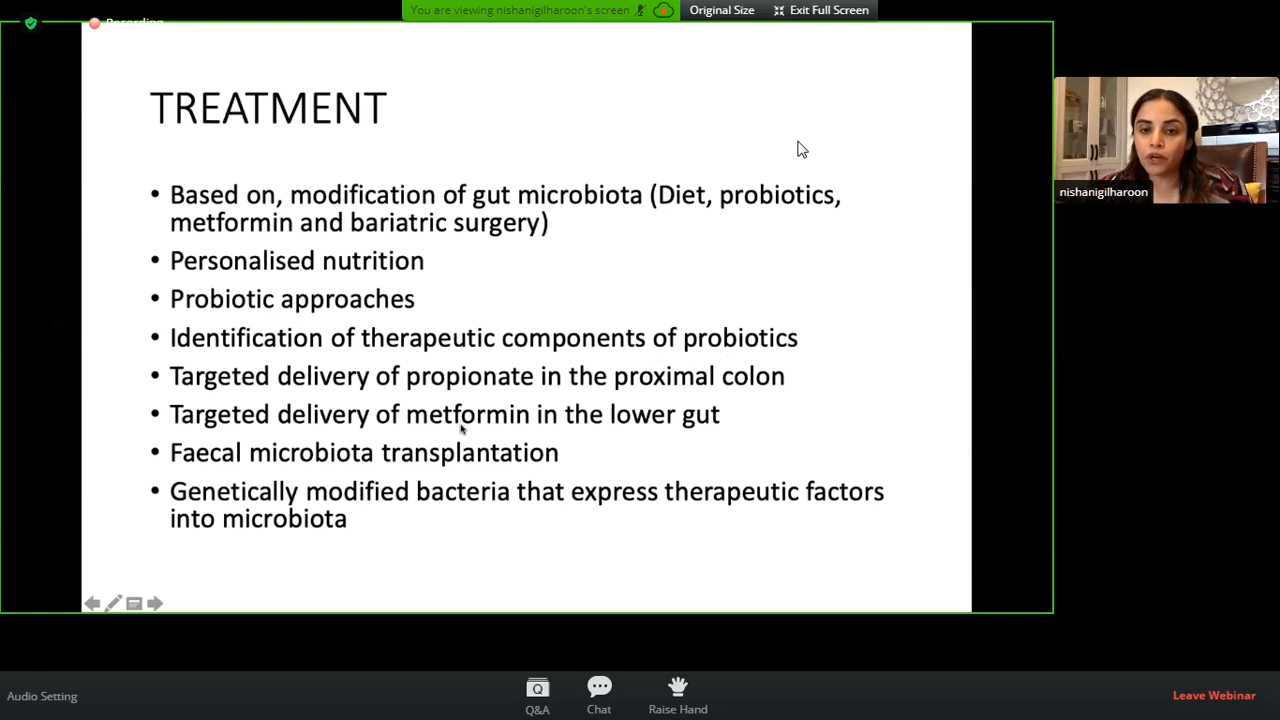 You are viewing nishanigilharoon's screen
Original Size
Exit Full Screen
Recording
TREATMENT
• Based on, modification of gut microbiota (Diet, probiotics,
metformin and bariatric surgery)
• Personalised nutrition
• Probiotic approaches
• Identification of therapeutic components of probiotics
• Targeted delivery of propionate in the proximal colon
• Targeted delivery of metformin in the lower gut
• Faecal microbiota transplantation
• Genetically modified bacteria that express therapeutic factors
into microbiota
nishanigilharoon
Audio Setting
Q&A
Chat
Raise Hand
Leave Webinar